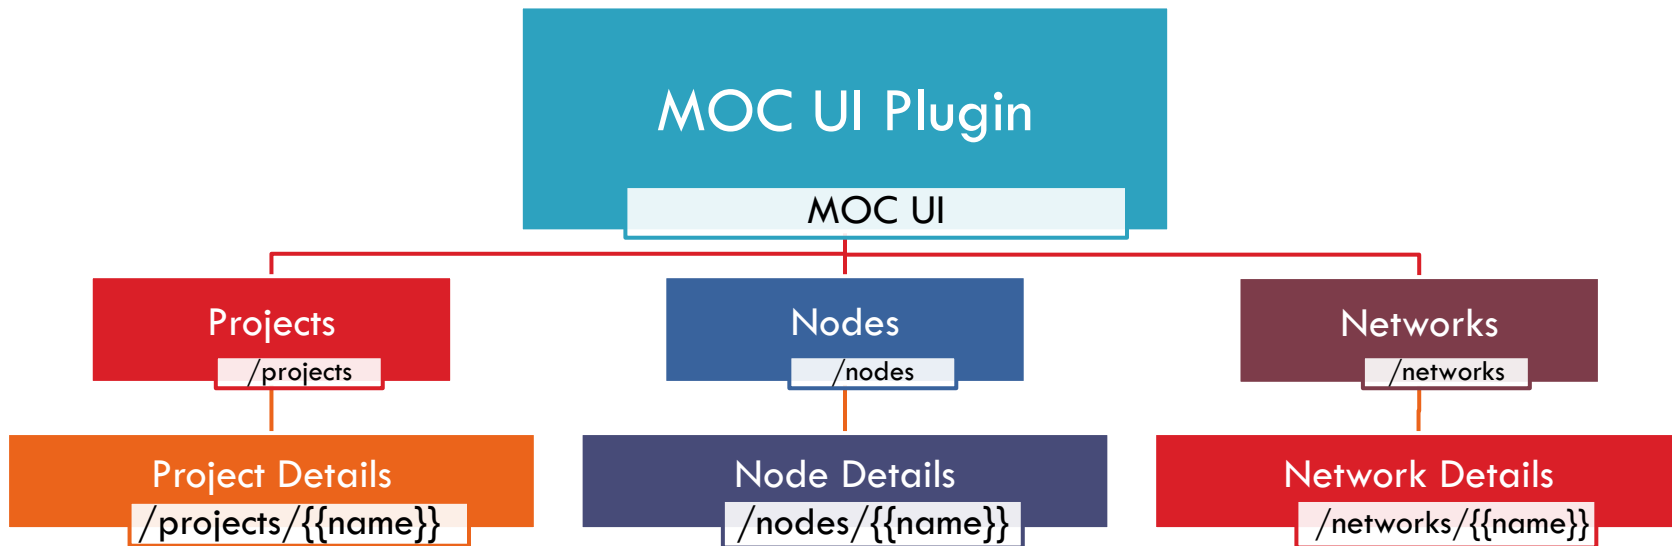 MOC UI Plugin
MOC UI
Projects
/projects
Nodes
/nodes
Networks
/networks
Project Details
/projects/{{name}}
Node Details
/nodes/{{name}}
Network Details
/networks/{{name}}